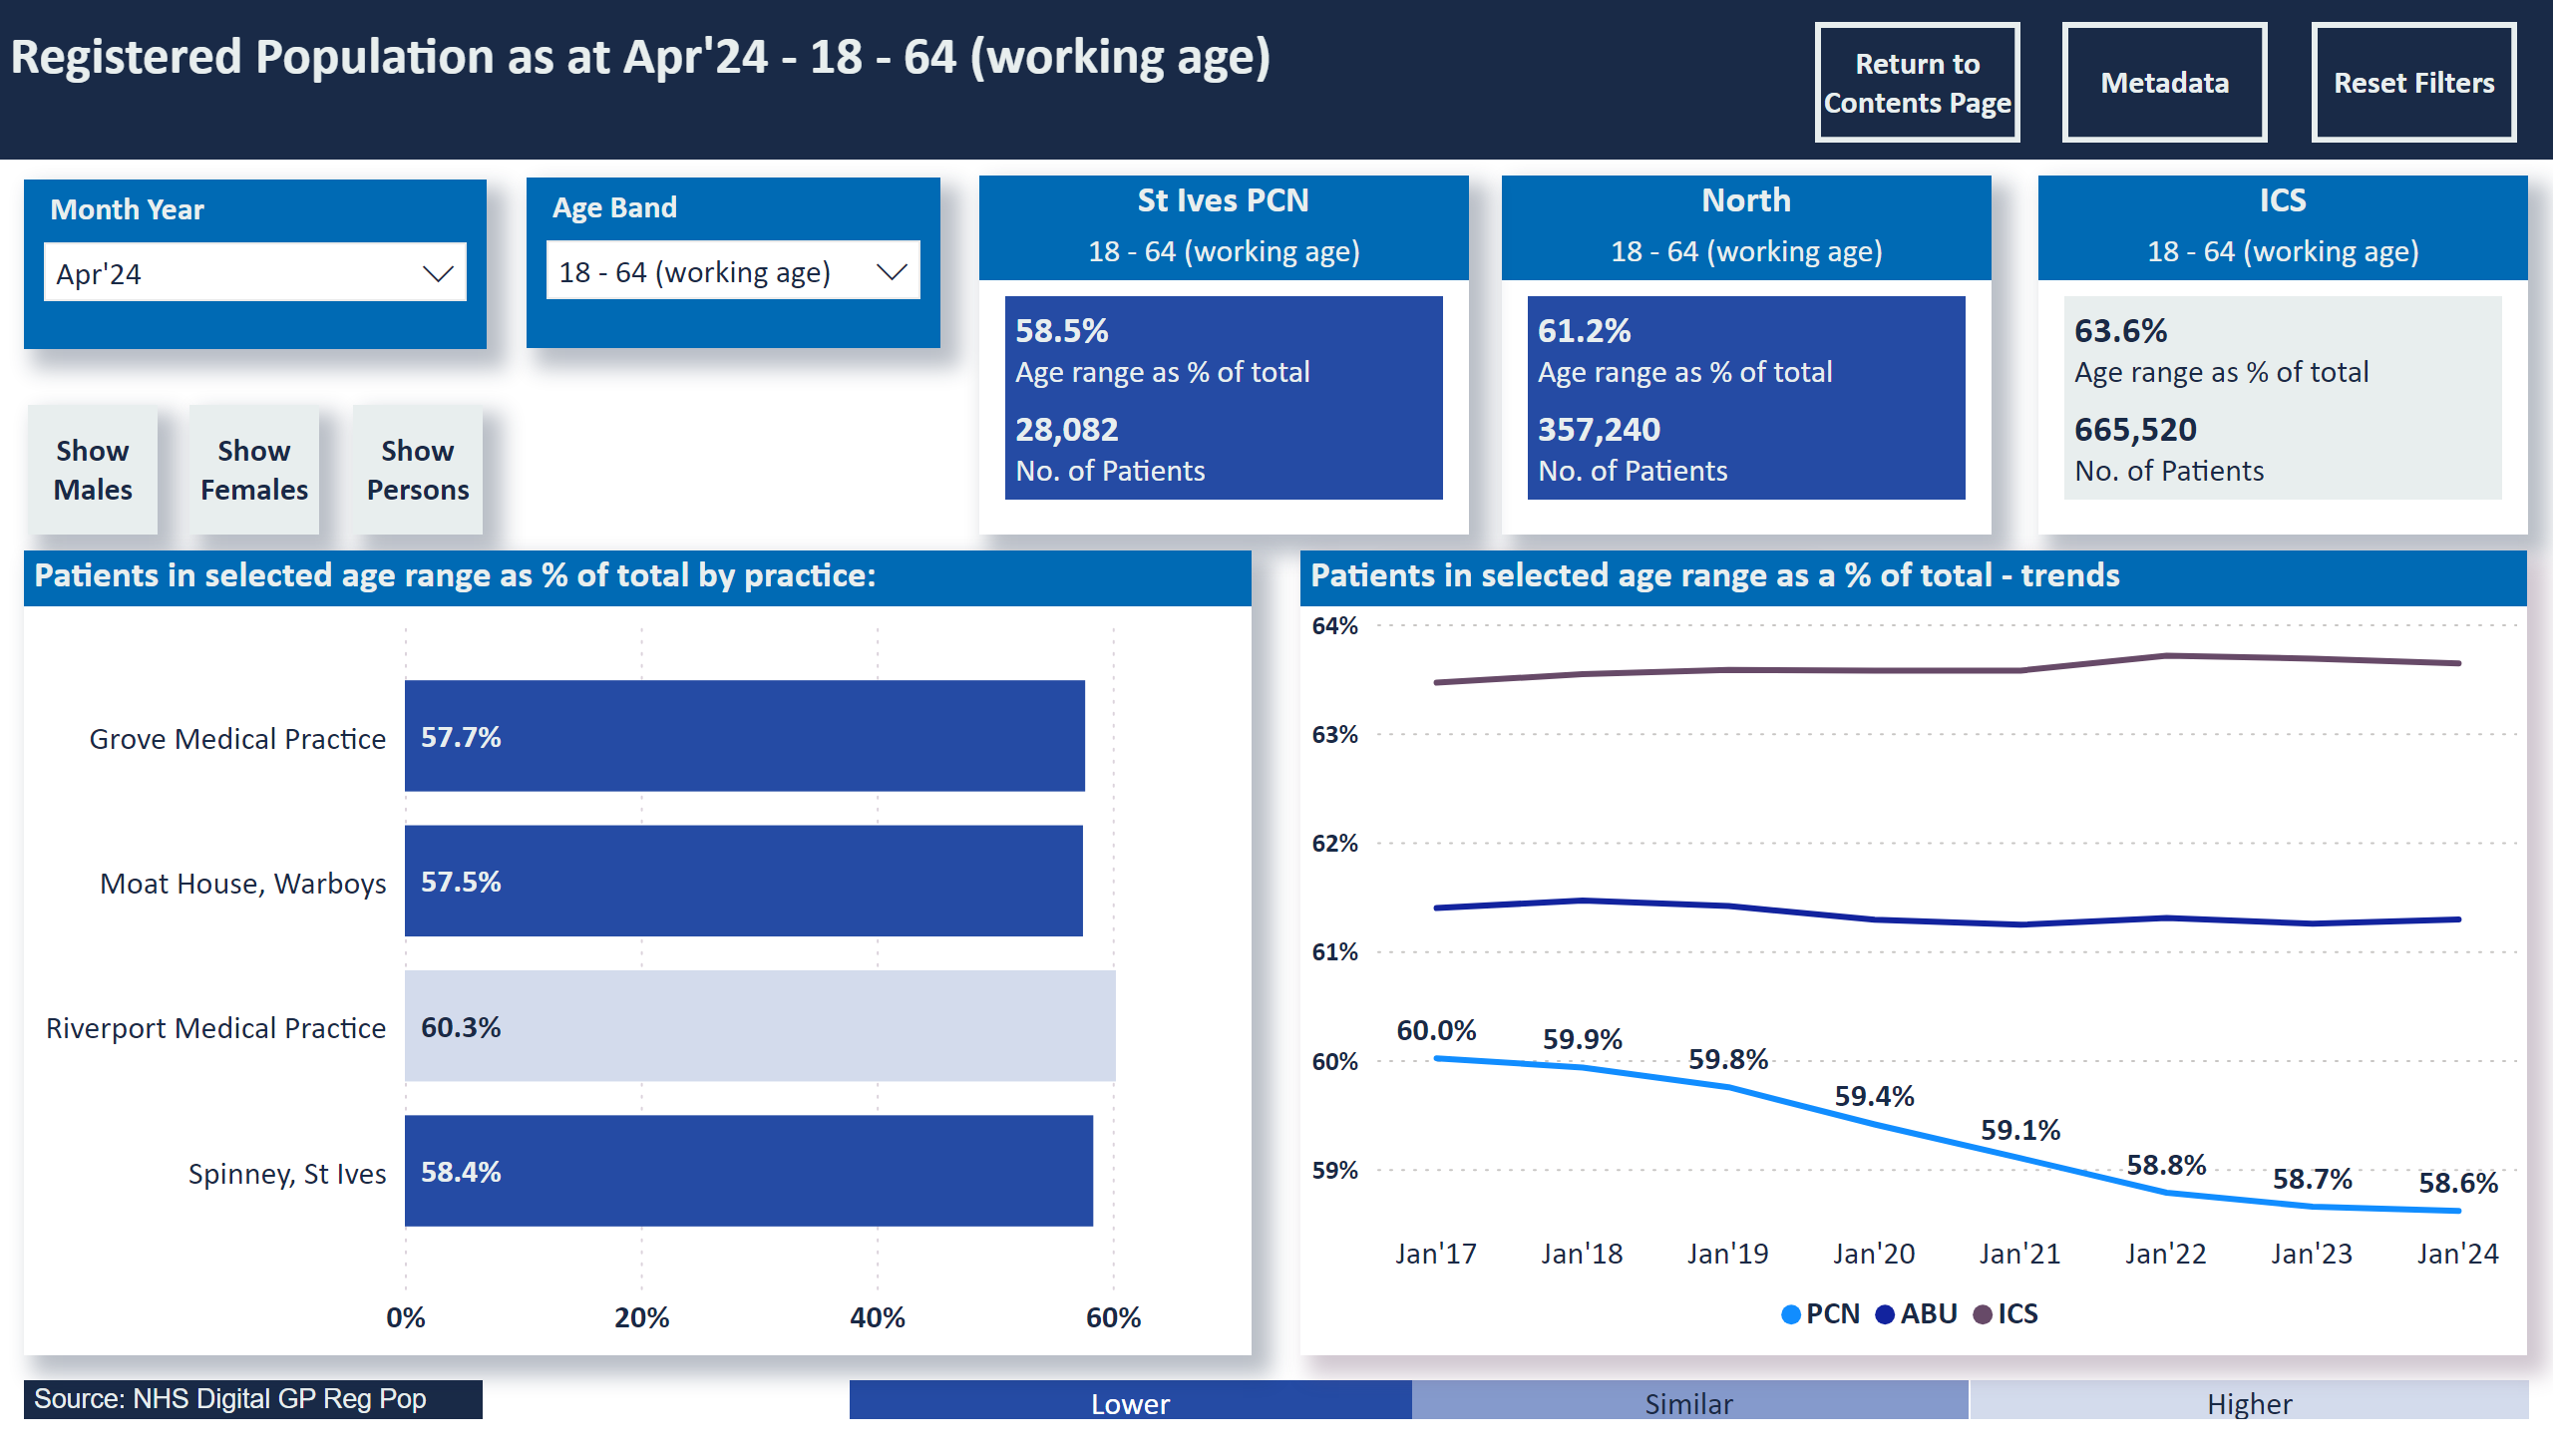 Registered Population as at Apr'24 - 18 - 64 (working age)
Return to
Contents Page
Metadata
Reset Filters
Month Year
Apr'24
Age Band
18 - 64 (working age)
St Ives PCN
18 - 64 (working age)
58.5%
Age range as % of total
28,082
No. of Patients
North
18 - 64 (working age)
61.2%
Age range as % of total
357,240
No. of Patients
ICS
18 - 64 (working age)
63.6%
Age range as % of total
665,520
No. of Patients
Show
Males
Show
Females
Show
Persons
Patients in selected age range as % of total by practice:
Grove Medical Practice
57.7%
Moat House, Warboys
57.5%
Riverport Medical Practice
60.3%
Spinney, St Ives
58.4%
0% 20% 40% 60%
Patients in selected age range as a % of total - trends
64%
63%
62%
61%
60%
59%
60.0%
59.9%
59.8%
59.4%
59.1%
58.8%
58.7%
58.6%
Jan'17 Jan'18 Jan'19 Jan'20 Jan'21 Jan'22 Jan'23 Jan'24
PCN ABU ICS
Source: NHS Digital GP Reg Pop
Lower Similar Higher